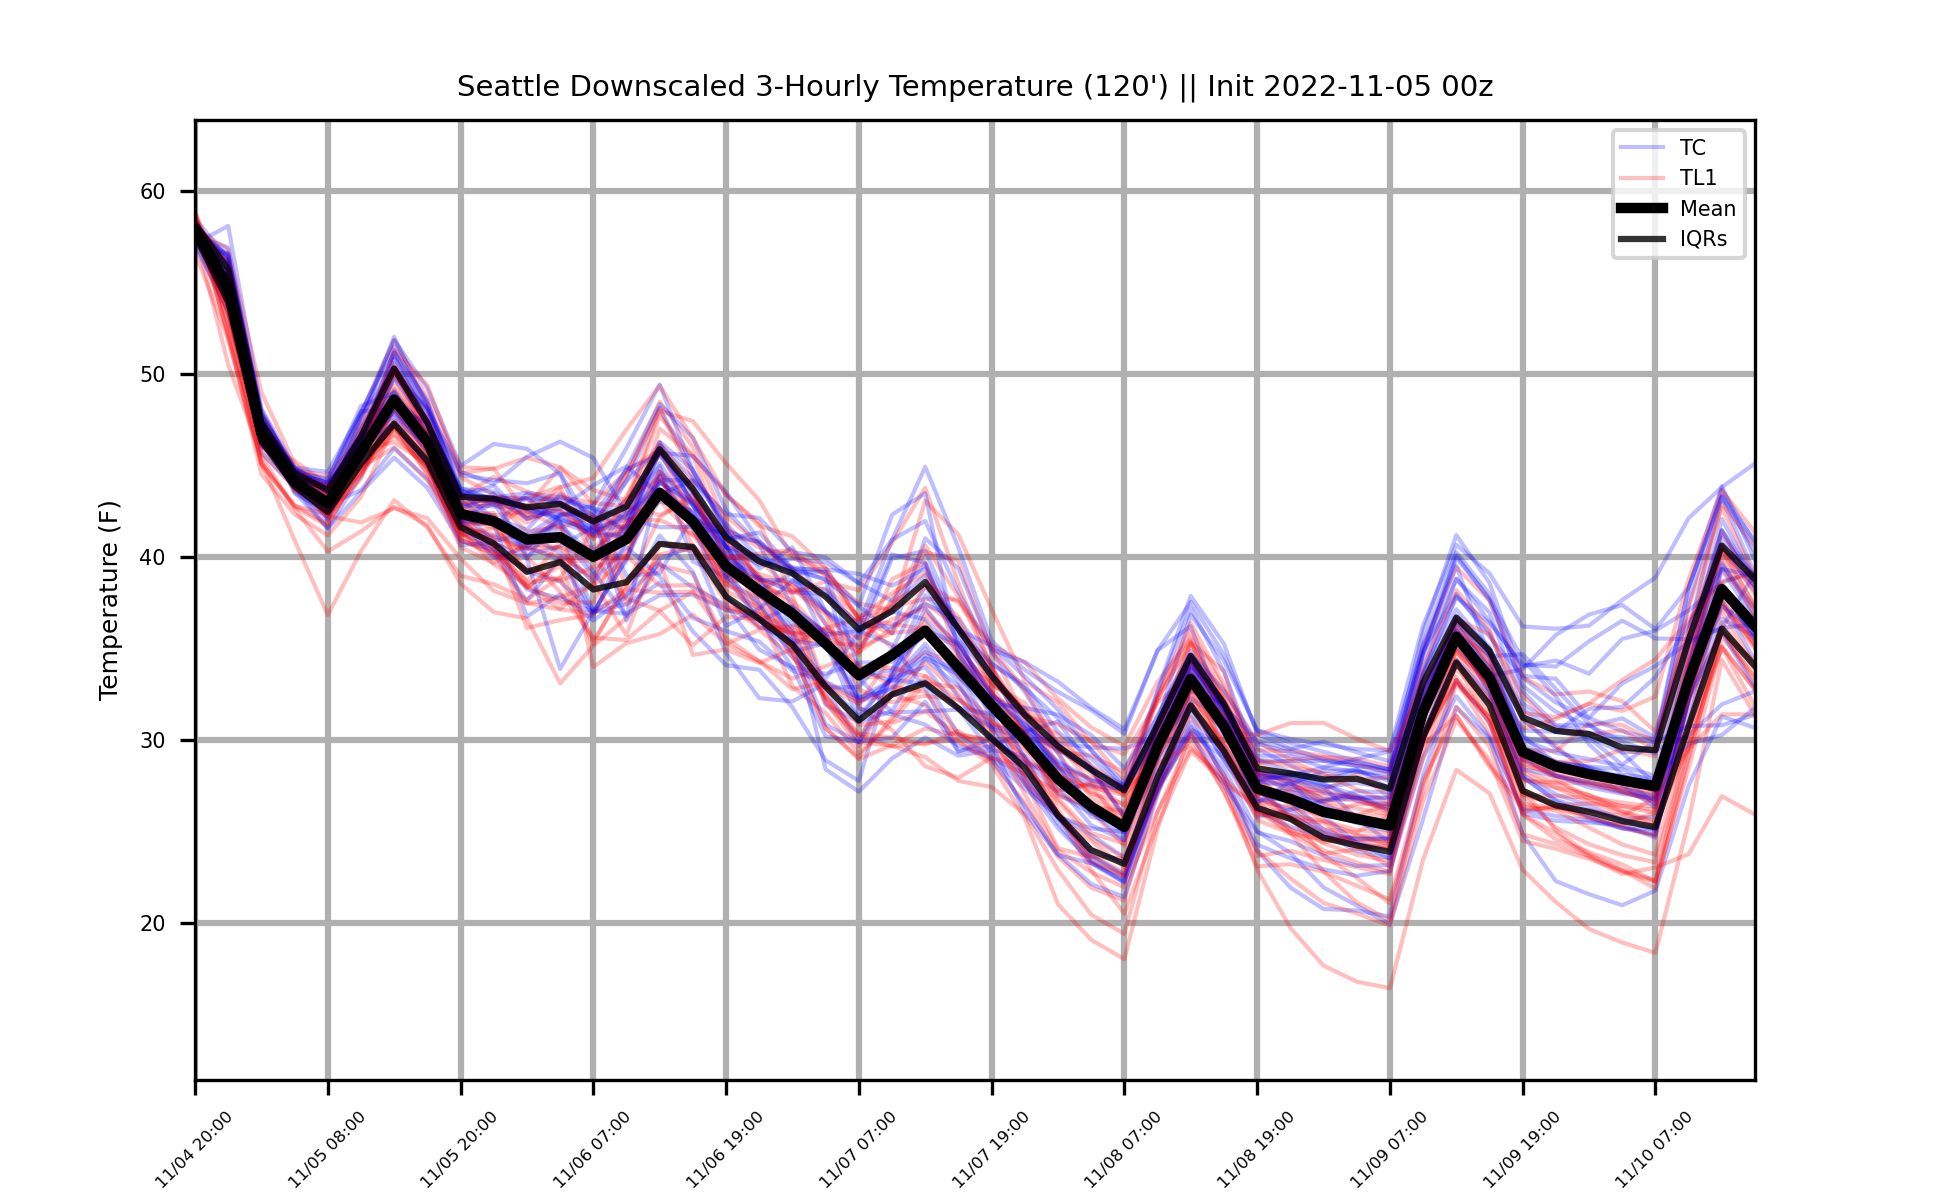 Seattle Downscaled 3-Hourly Temperature (120') || Init 2022-11-05 00z
TC
TL1
Mean
IQRs
Temperature (F)
60
50
40
30
20
11/04 20:00
11/05 08:00
11/05 20:00
11/06 07:00
11/06 19:00
11/07 07:00
11/07 19:00
11/08 07:00
11/08 19:00
11/09 07:00
11/09 19:00
11/10 07:00